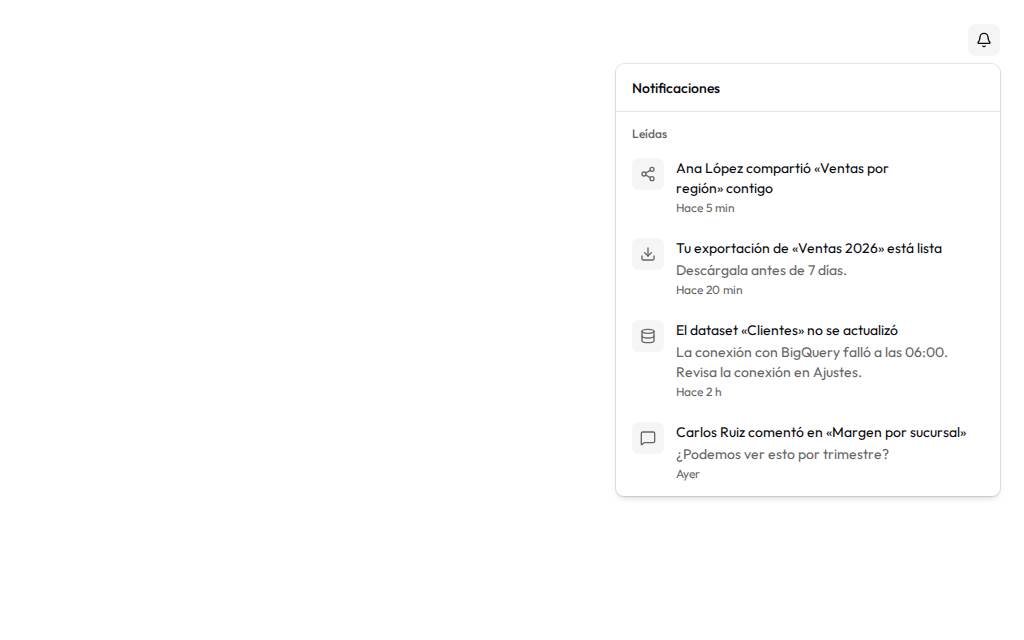 Notificaciones
Leídas
Ana López compartió «Ventas por
región» contigo
Hace 5 min
Tu exportación de «Ventas 2026» está lista
Descárgala antes de 7 días.
Hace 20 min
El dataset «Clientes» no se actualizó
La conexión con BigQuery falló a las 06:00.
Revisa la conexión en Ajustes.
Hace 2 h
Carlos Ruiz comentó en «Margen por sucursal»
¿Podemos ver esto por trimestre?
Ayer